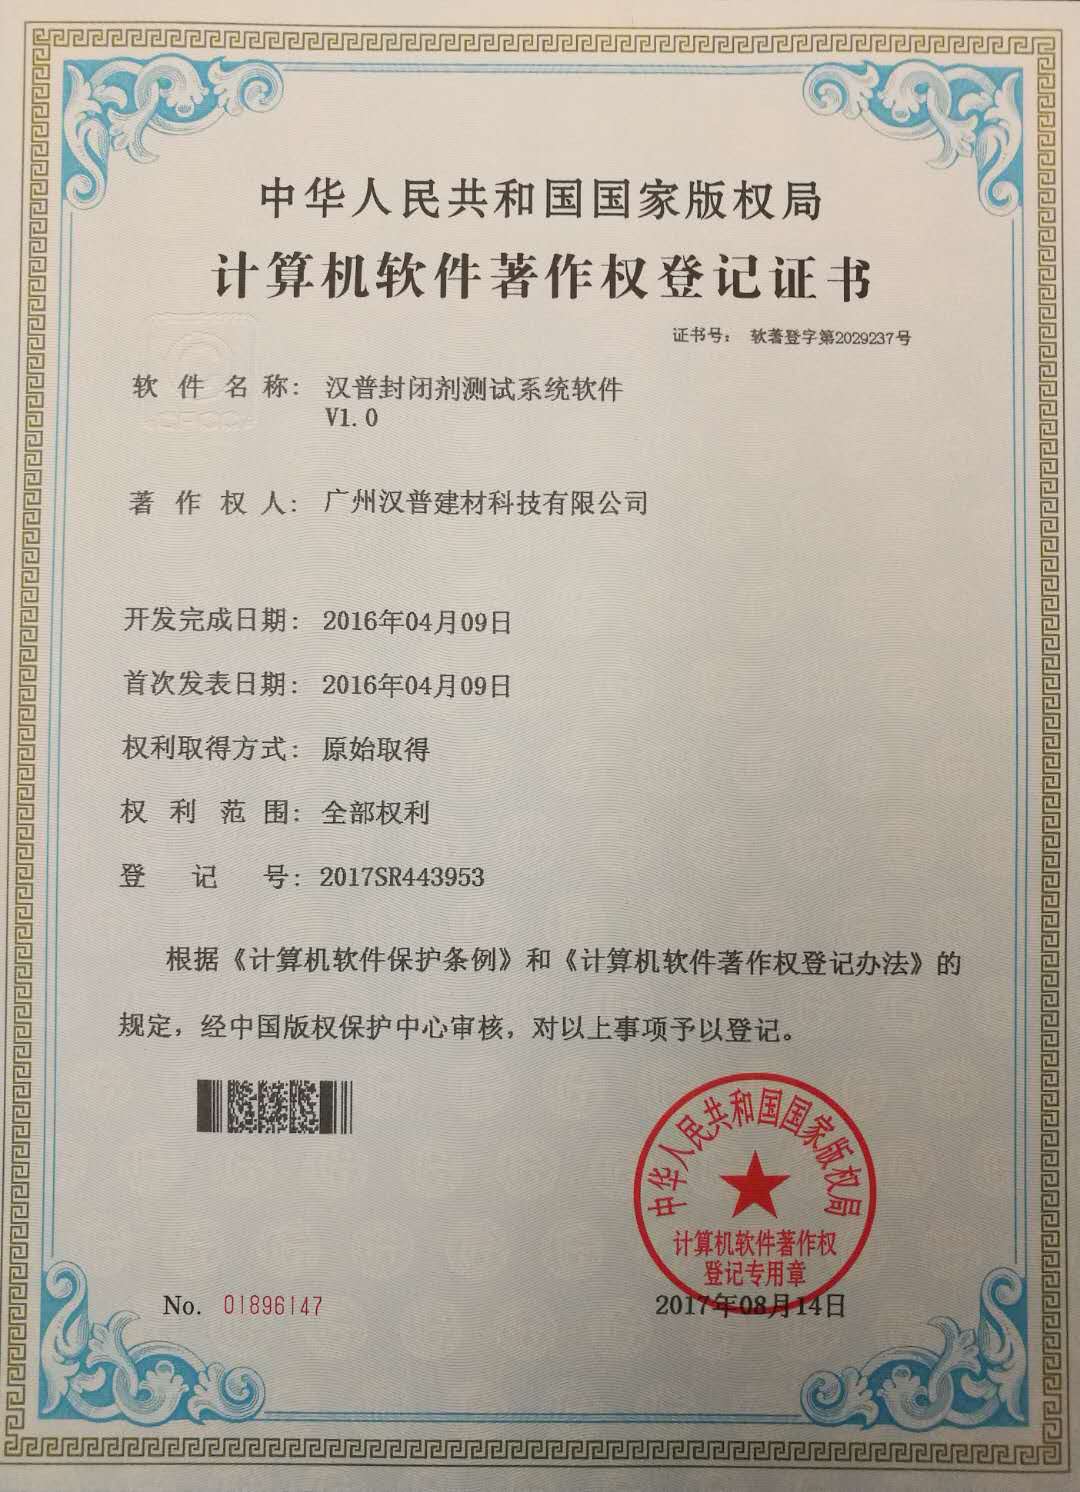 中华人民共和国国家版权局
计算机软件著作权登记证书
证书号: 软著登字第2029237号
软件名称: 汉普封闭剂测试系统软件
V1.0
著作权人: 广州汉普建材科技有限公司
开发完成日期: 2016年04月09日
首次发表日期: 2016年04月09日
权利取得方式: 原始取得
权利范围: 全部权利
登记号: 2017SR443953
根据《计算机软件保护条例》和《计算机软件著作权登记办法》的
规定，经中国版权保护中心审核，对以上事项予以登记。
中华人民共和国国家版权局
计算机软件著作权
登记专用章
No. 01896147
2017年08月14日